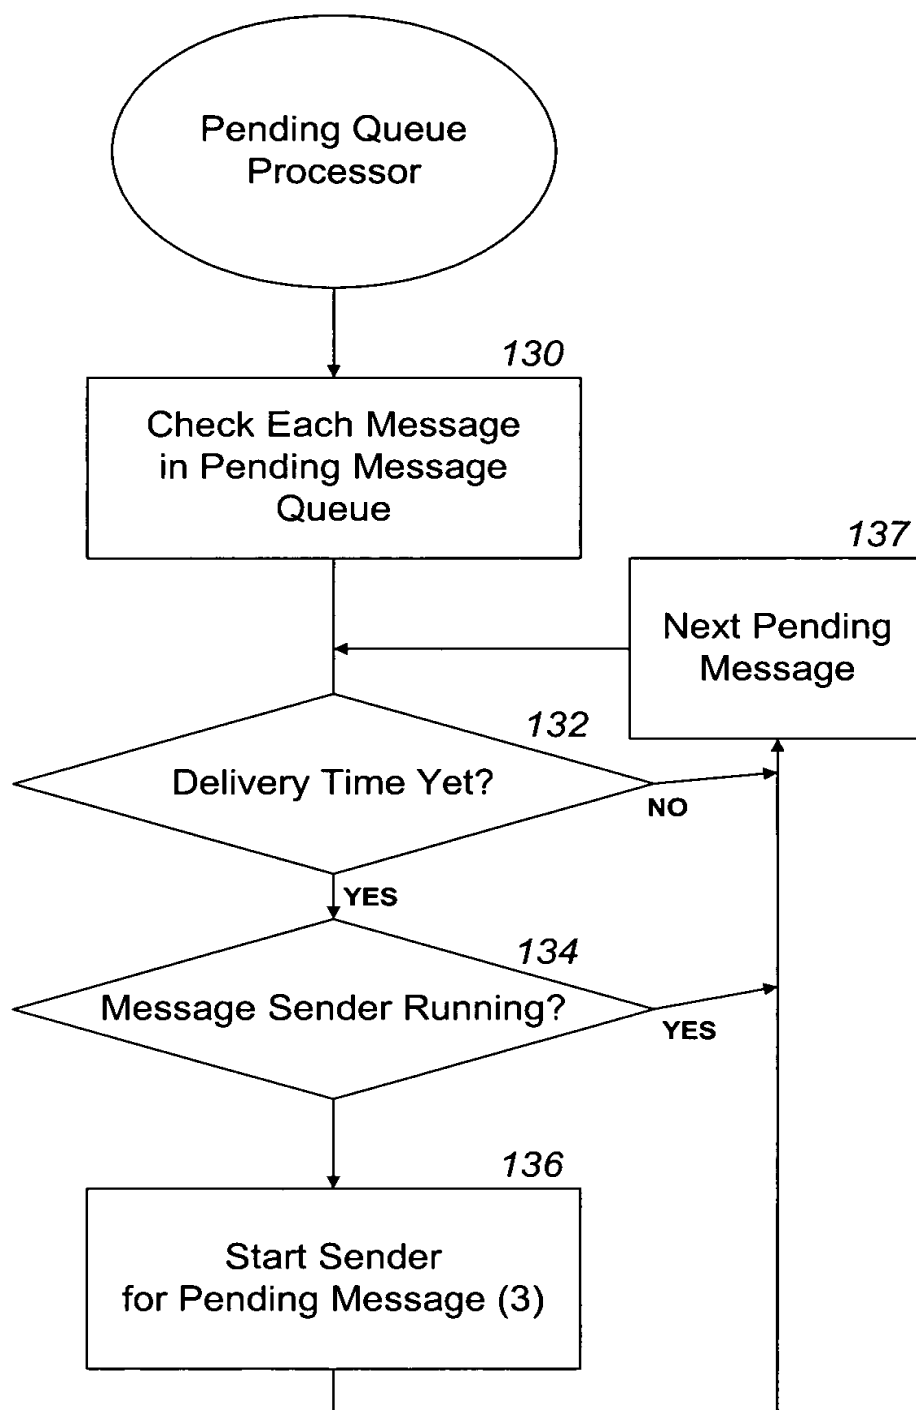 Pending Queue
Processor
130
Check Each Message
in Pending Message
Queue
137
Next Pending
Message
132
Delivery Time Yet?
NO
YES
134
Message Sender Running?
YES
136
Start Sender
for Pending Message (3)